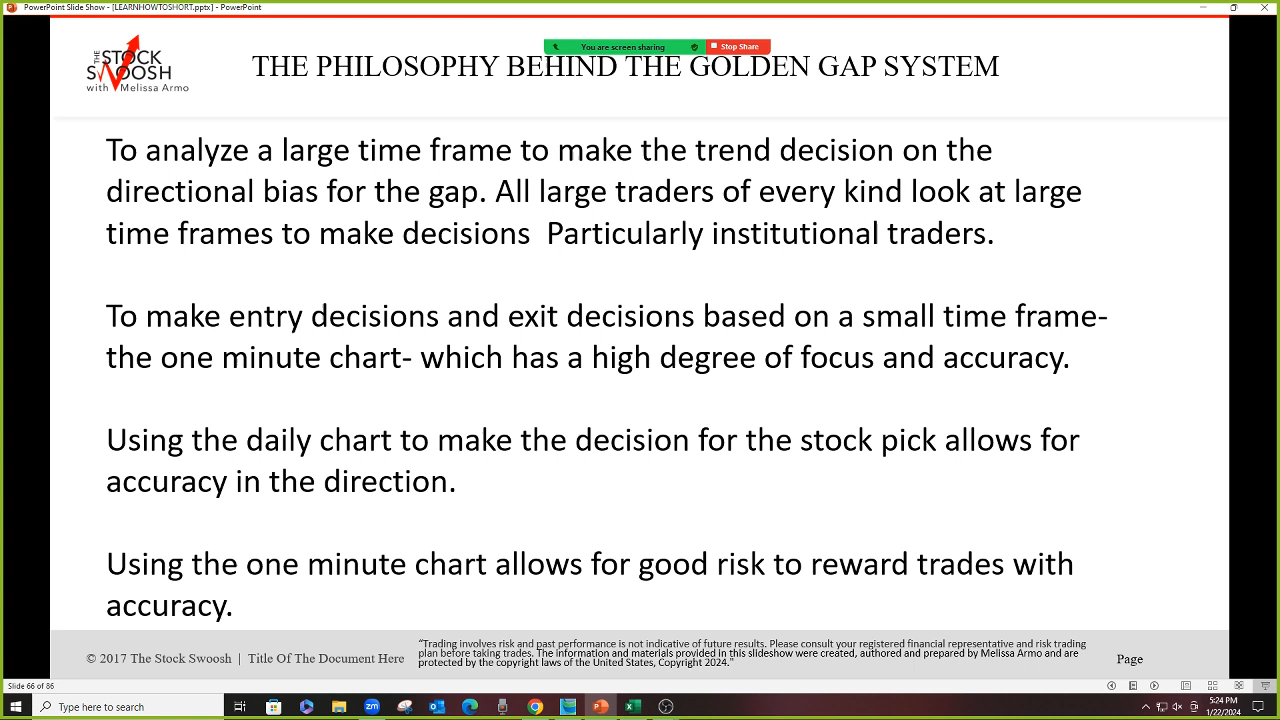 PowerPoint Slide Show - [LEARNHOWTOSHORT.pptx] - PowerPoint
You are screen sharing
Stop Share
THE
STOCK
SWOOSH
with Melissa Armo
THE PHILOSOPHY BEHIND THE GOLDEN GAP SYSTEM
To analyze a large time frame to make the trend decision on the
directional bias for the gap. All large traders of every kind look at large
time frames to make decisions  Particularly institutional traders.
To make entry decisions and exit decisions based on a small time frame-
the one minute chart- which has a high degree of focus and accuracy.
Using the daily chart to make the decision for the stock pick allows for
accuracy in the direction.
Using the one minute chart allows for good risk to reward trades with
accuracy.
© 2017 The Stock Swoosh | Title Of The Document Here
“Trading involves risk and past performance is not indicative of future results. Please consult your registered financial representative and risk trading
plan before taking trades. The information and materials provided in this slideshow were created, authored and prepared by Melissa Armo and are
protected by the copyright laws of the United States, Copyright 2024.”
Page
Slide 66 of 86
Type here to search
5:24 PM
1/22/2024